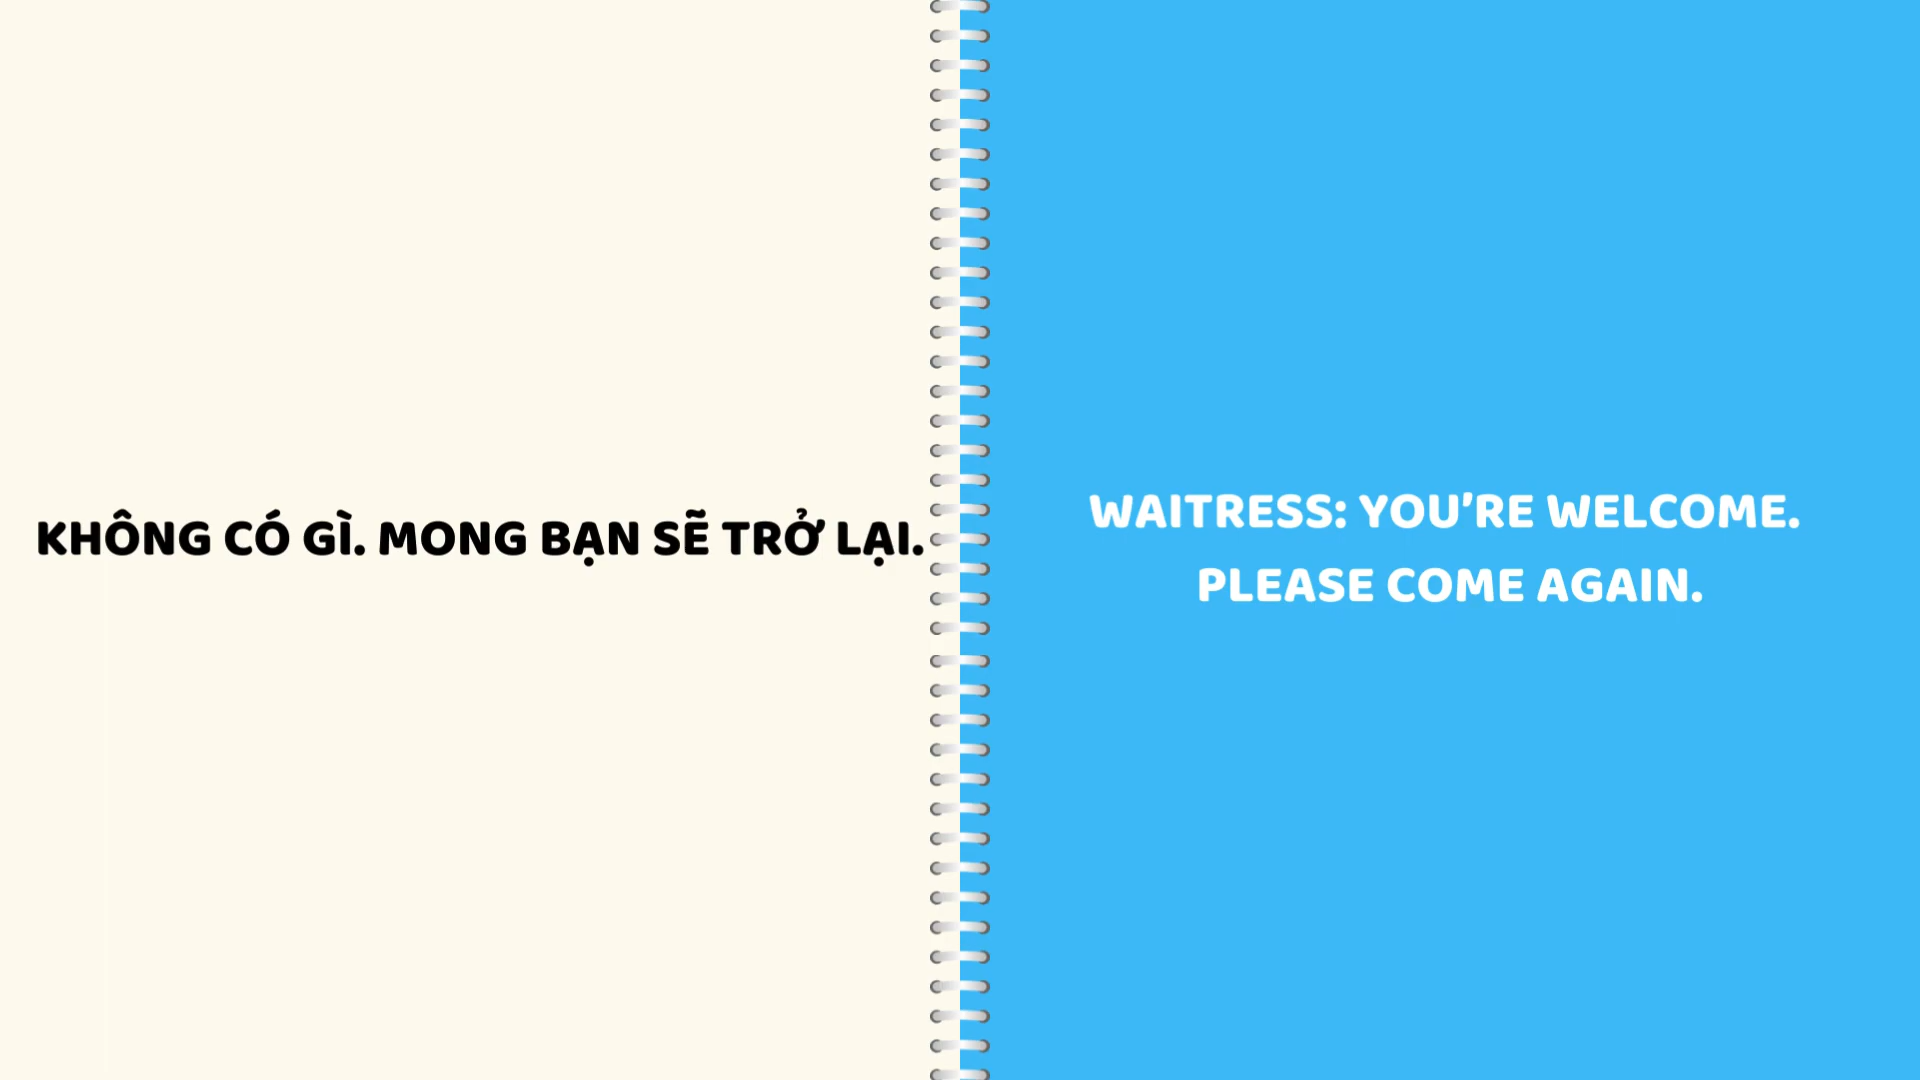 KHÔNG CÓ GÌ. MONG BẠN SẼ TRỞ LẠI.
WAITRESS: YOU'RE WELCOME.
PLEASE COME AGAIN.